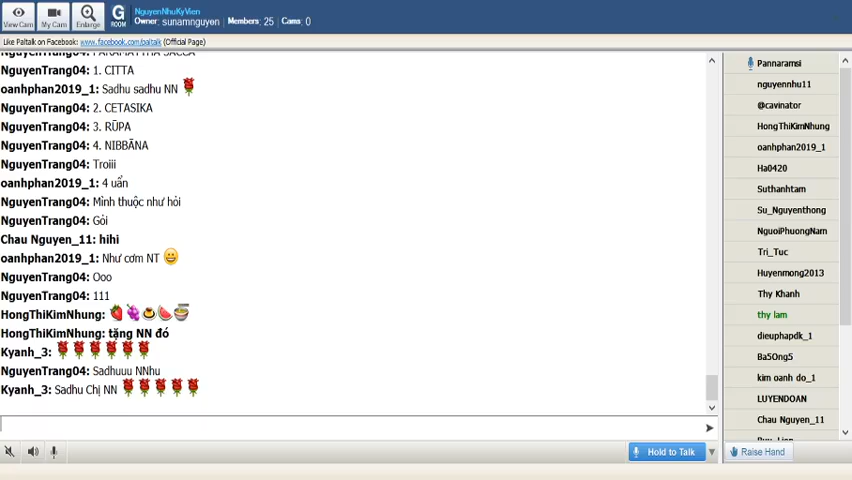 NguyenNhuKyVien
Owner: sunamnguyen | Members: 25 | Cams: 0
View Cam
My Cam
Enlarge
G ROOM
Like Paltalk on Facebook: www.facebook.com/paltalk (Official Page)
NguyenTrang04: PARAMATTHA SACCA
NguyenTrang04: 1. CITTA
oanhphan2019_1: Sadhu sadhu NN
NguyenTrang04: 2. CETASIKA
NguyenTrang04: 3. RŪPA
NguyenTrang04: 4. NIBBĀNA
NguyenTrang04: Troiii
oanhphan2019_1: 4 uẩn
NguyenTrang04: Mình thuộc như hỏi
NguyenTrang04: Gỏi
Chau Nguyen_11: hihi
oanhphan2019_1: Như cơm NT
NguyenTrang04: Ooo
NguyenTrang04: 111
HongThiKimNhung:
HongThiKimNhung: tặng NN đó
Kyanh_3:
NguyenTrang04: Sadhuuu NNhu
Kyanh_3: Sadhu Chị NN
Pannaramsi
nguyennhu11
@cavinator
HongThiKimNhung
oanhphan2019_1
Ha0420
Suthanhtam
Su_Nguyenthong
NguoiPhuongNam
Tri_Tuc
Huyenmong2013
Thy Khanh
thy lam
dieuphapdk_1
Ba5Ong5
kim oanh do_1
LUYENDOAN
Chau Nguyen_11
Hold to Talk
Raise Hand